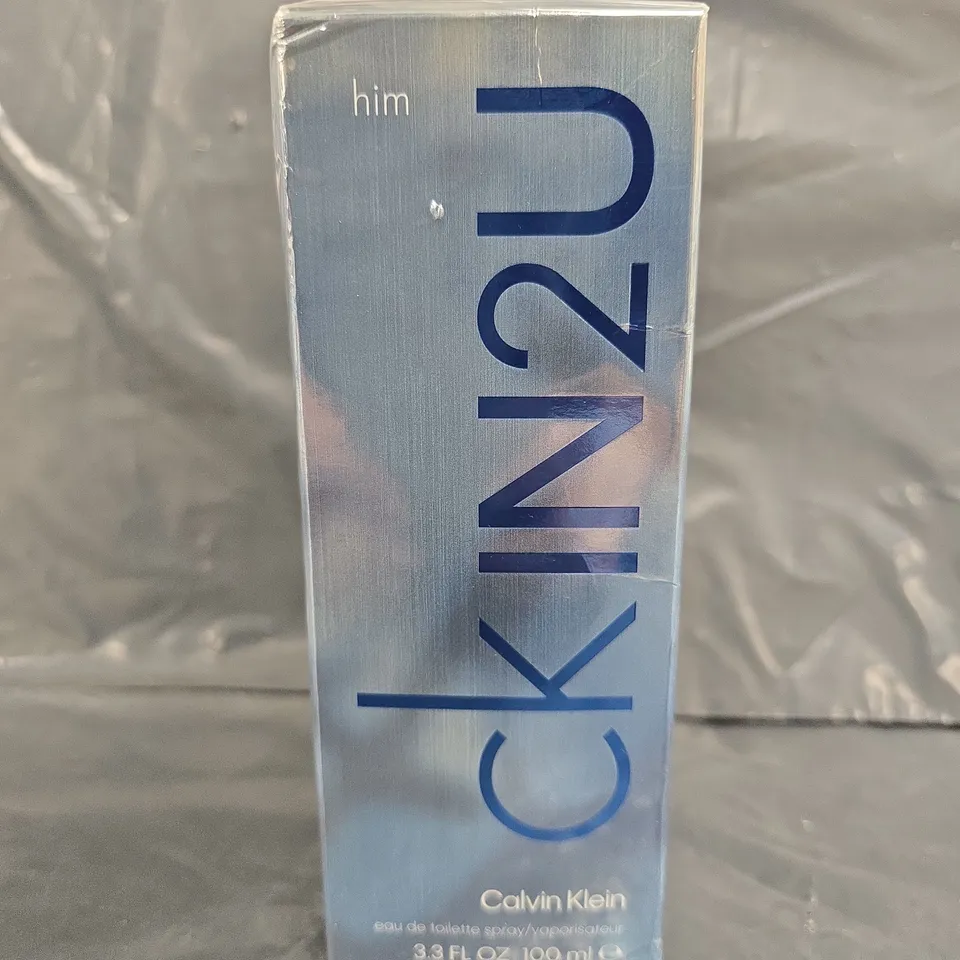 him
ckIN2U
Calvin Klein
eau de toilette spray/vaporisateur
3.3 FL OZ 100 ml ℮